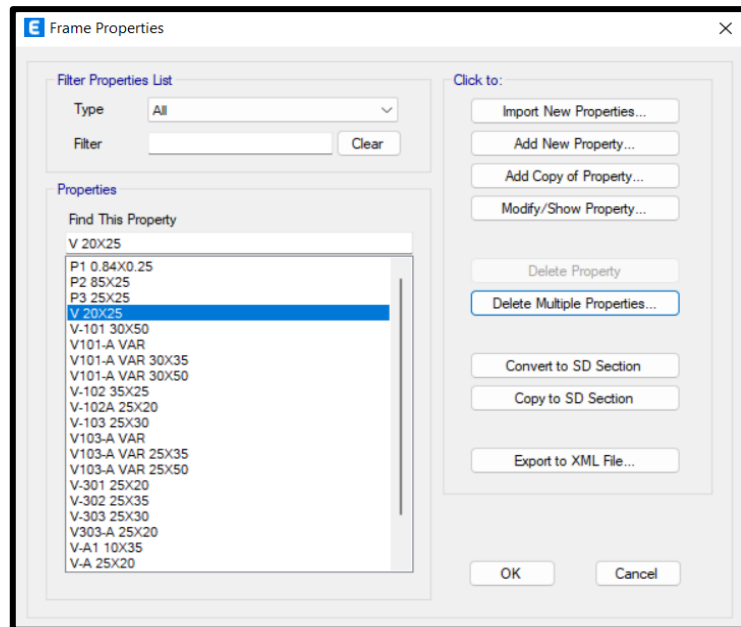 E Frame Properties
Filter Properties List
Type All
Filter Clear
Properties
Find This Property
V 20X25
P1 0.84X0.25
P2 85X25
P3 25X25
V 20X25
V-101 30X50
V101-A VAR
V101-A VAR 30X35
V101-A VAR 30X50
V-102 35X25
V-102A 25X20
V-103 25X30
V103-A VAR
V103-A VAR 25X35
V103-A VAR 25X50
V-301 25X20
V-302 25X35
V-303 25X30
V303-A 25X20
V-A1 10X35
V-A 25X20
Click to:
Import New Properties...
Add New Property...
Add Copy of Property...
Modify/Show Property...
Delete Property
Delete Multiple Properties...
Convert to SD Section
Copy to SD Section
Export to XML File...
OK Cancel